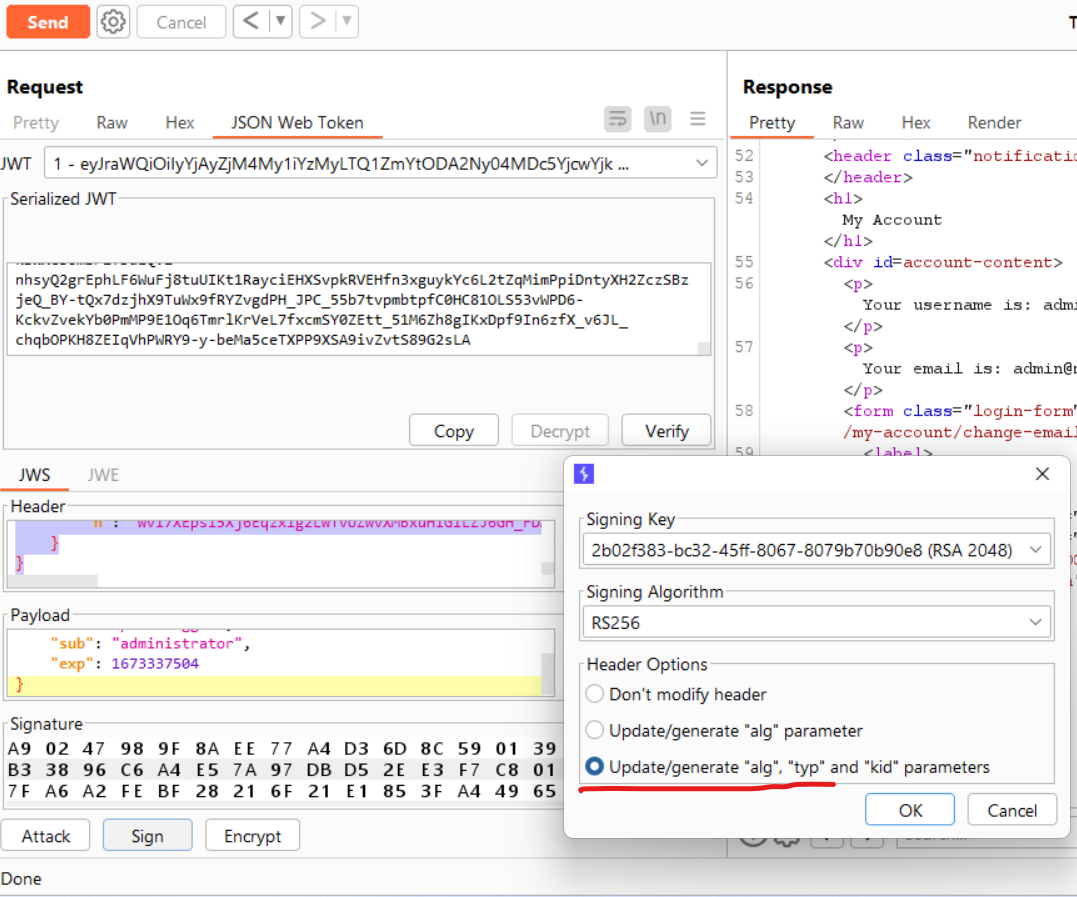 Send
Cancel
<
>
T
Request
Response
Pretty
Raw
Hex
JSON Web Token
\n
Pretty
Raw
Hex
Render
JWT
1 - eyJraWQiOiIyYjAyZjM4My1iYzMyLTQ1ZmYtODA2Ny04MDc5YjcwYjk ...
Serialized JWT
nhsyQ2grEphLF6WuFj8tuUIKt1RayciEHXSvpkRVEHfn3xguykYc6L2tZqMimPpiDntyXH2ZczSBz
jeQ_BY-tQx7dzjhX9TuWx9fRYZvgdPH_JPC_55b7tvpmbtpfC0HC81OLS53vWPD6-
KckvZvekYb0PmMP9E1Oq6TmrlKrVeL7fxcmSY0ZEtt_51M6Zh8gIKxDpf9In6zfX_v6JL_
chqbOPKH8ZEIqVhPWRY9-y-beMa5ceTXPP9XSA9ivZvtS89G2sLA
Copy
Decrypt
Verify
52 <header class="notificatio
53 </header>
54 <h1>
My Account
</h1>
55 <div id=account-content>
56 <p>
Your username is: admi
</p>
57 <p>
Your email is: admin@
</p>
58 <form class="login-form"
/my-account/change-email
59 <label>
JWS
JWE
Header
}
}
Payload
"sub": "administrator",
"exp": 1673337504
}
Signature
A9 02 47 98 9F 8A EE 77 A4 D3 6D 8C 59 01 39
B3 38 96 C6 A4 E5 7A 97 DB D5 2E E3 F7 C8 01
7F A6 A2 FE BF 28 21 6F 21 E1 85 3F A4 49 65
Attack
Sign
Encrypt
Done
Signing Key
2b02f383-bc32-45ff-8067-8079b70b90e8 (RSA 2048)
Signing Algorithm
RS256
Header Options
Don't modify header
Update/generate "alg" parameter
Update/generate "alg", "typ" and "kid" parameters
OK
Cancel